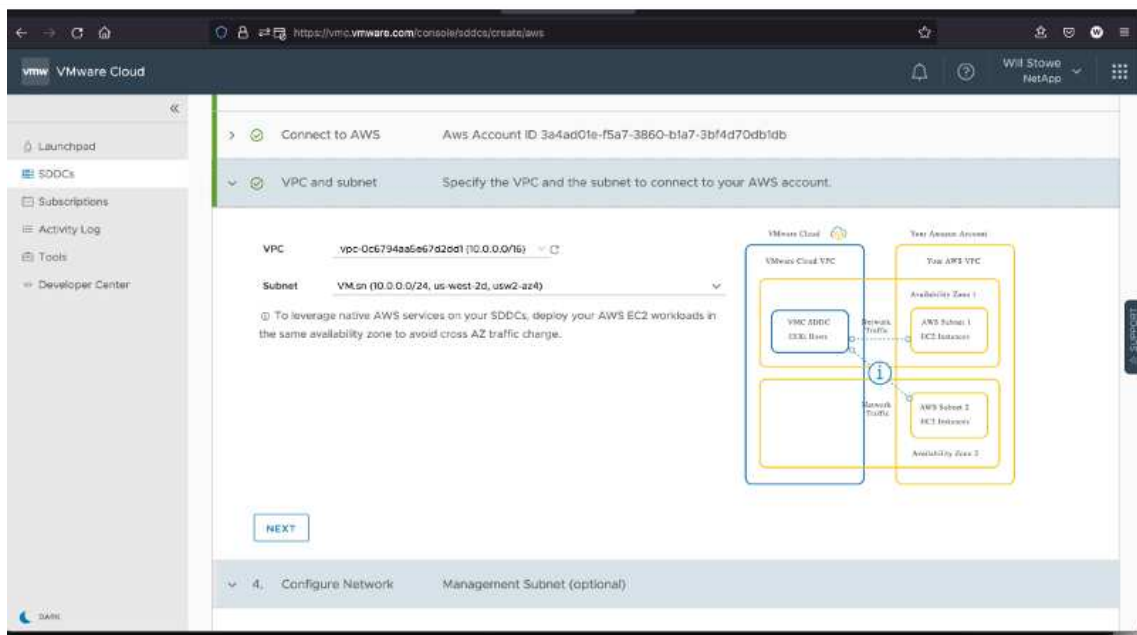 https://vmc.vmware.com/console/sddcs/create/aws
vmw VMware Cloud
Will Stowe
NetApp
Launchpad
SDDCs
Subscriptions
Activity Log
Tools
Developer Center
DARK
Connect to AWS Aws Account ID 3a4ad01e-f5a7-3860-b1a7-3bf4d70db1db
VPC and subnet Specify the VPC and the subnet to connect to your AWS account.
VPC vpc-0c6794aa5e67d2dd1 (10.0.0.0/16)
Subnet VM.sn (10.0.0.0/24, us-west-2d, usw2-az4)
To leverage native AWS services on your SDDCs, deploy your AWS EC2 workloads in
the same availability zone to avoid cross AZ traffic charge.
VMware Cloud
Your Amazon Account
VMware Cloud VPC
Your AWS VPC
Availability Zone 1
VMC SDDC
ESXi Hosts
Network
Traffic
AWS Subnet 1
EC2 Instances
Network
Traffic
AWS Subnet 2
EC2 Instances
Availability Zone 2
NEXT
4. Configure Network Management Subnet (optional)
SUPPORT